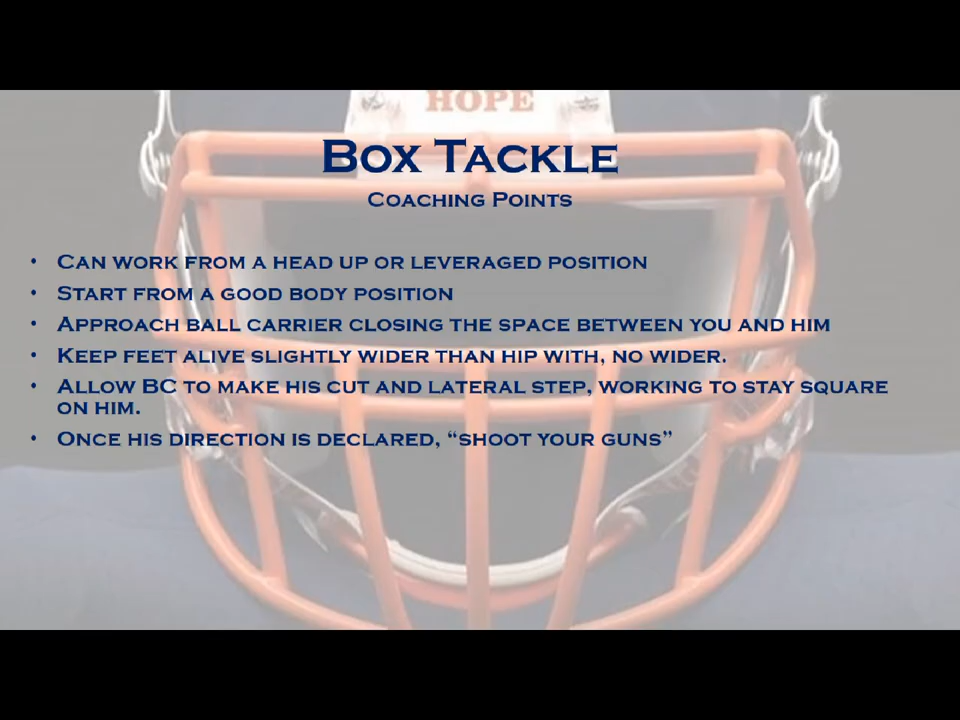 HOPE
Box Tackle
Coaching Points
• Can work from a head up or leveraged position
• Start from a good body position
• Approach ball carrier closing the space between you and him
• Keep feet alive slightly wider than hip with, no wider.
• Allow BC to make his cut and lateral step, working to stay square
on him.
• Once his direction is declared, “shoot your guns”